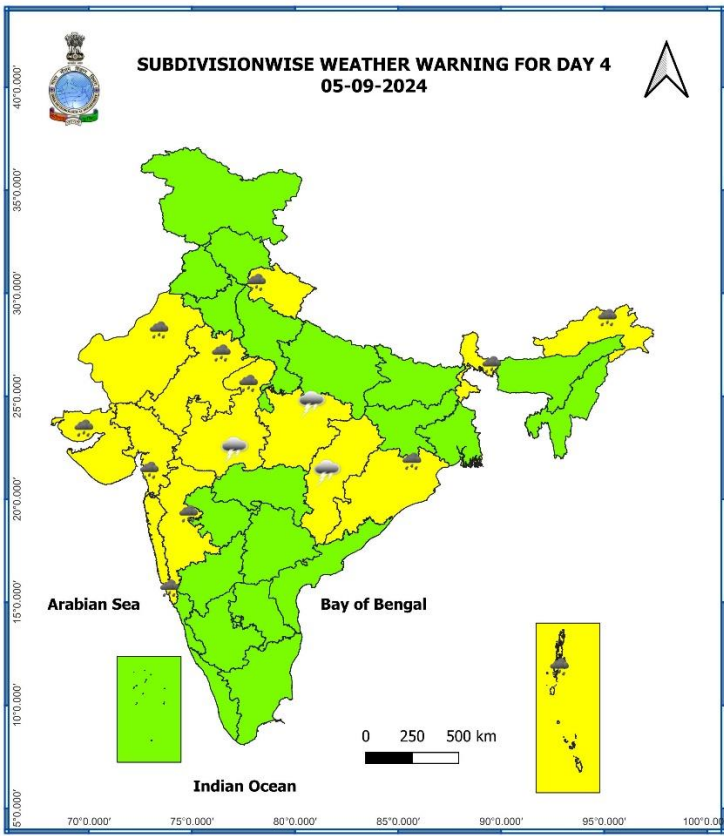 SUBDIVISIONWISE WEATHER WARNING FOR DAY 4
05-09-2024
40°0.000'
35°0.000'
30°0.000'
25°0.000'
20°0.000'
15°0.000'
10°0.000'
5°0.000'
Arabian Sea
Bay of Bengal
0 250 500 km
Indian Ocean
70°0.000' 75°0.000' 80°0.000' 85°0.000' 90°0.000' 95°0.000' 100°0.0